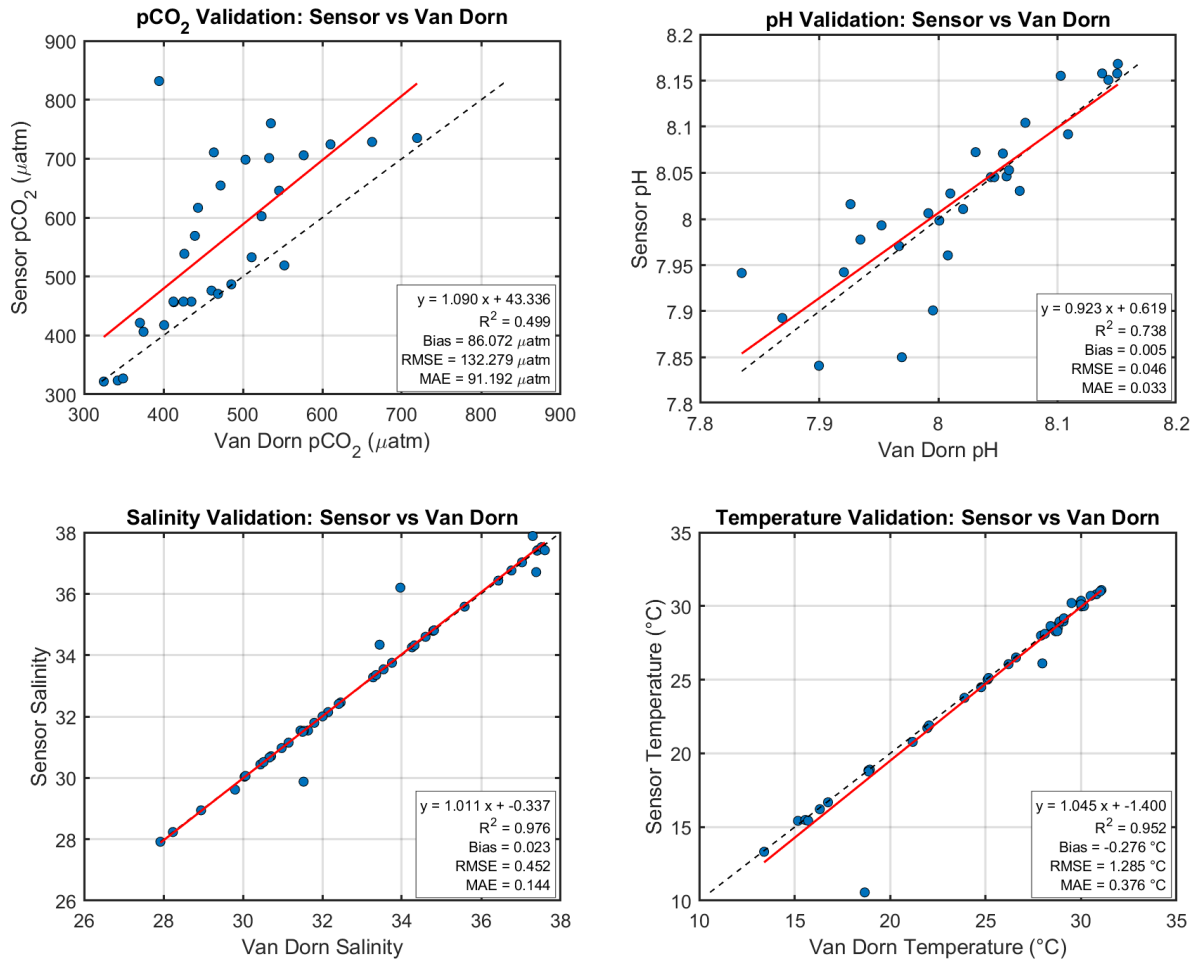 pCO2 Validation: Sensor vs Van Dorn
900
800
700
600
500
400
300
Sensor pCO2 (μatm)
y = 1.090 x + 43.336
R2 = 0.499
Bias = 86.072 μatm
RMSE = 132.279 μatm
MAE = 91.192 μatm
300 400 500 600 700 800 900
Van Dorn pCO2 (μatm)
pH Validation: Sensor vs Van Dorn
8.2
8.15
8.1
8.05
8
7.95
7.9
7.85
7.8
Sensor pH
y = 0.923 x + 0.619
R2 = 0.738
Bias = 0.005
RMSE = 0.046
MAE = 0.033
7.8 7.9 8 8.1 8.2
Van Dorn pH
Salinity Validation: Sensor vs Van Dorn
38
36
34
32
30
28
26
Sensor Salinity
y = 1.011 x + -0.337
R2 = 0.976
Bias = 0.023
RMSE = 0.452
MAE = 0.144
26 28 30 32 34 36 38
Van Dorn Salinity
Temperature Validation: Sensor vs Van Dorn
35
30
25
20
15
10
Sensor Temperature (°C)
y = 1.045 x + -1.400
R2 = 0.952
Bias = -0.276 °C
RMSE = 1.285 °C
MAE = 0.376 °C
10 15 20 25 30 35
Van Dorn Temperature (°C)